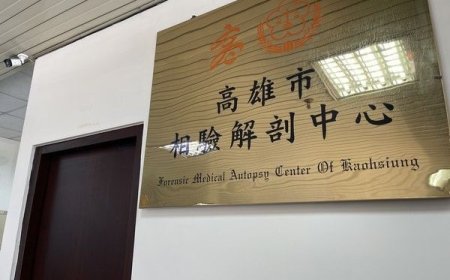 高雄市
相驗解剖中心
Forensic Medical Autopsy Center Of Kaohsiung